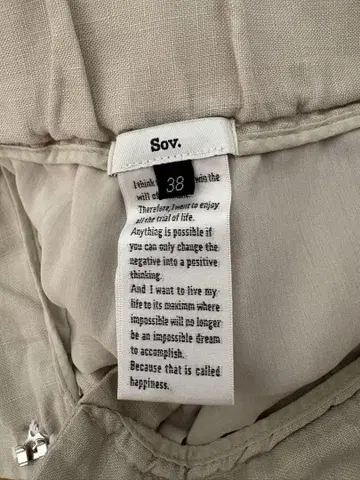 Sov.
38
I think win the
will of
Therefore, I want to enjoy
all the trial of life.
Anything is possible if
you can only change the
negative into a positive
thinking.
And I want to live my
life to its maximm where
impossible will no longer
be an impossible dream
to accomplish.
Because that is called
happiness.